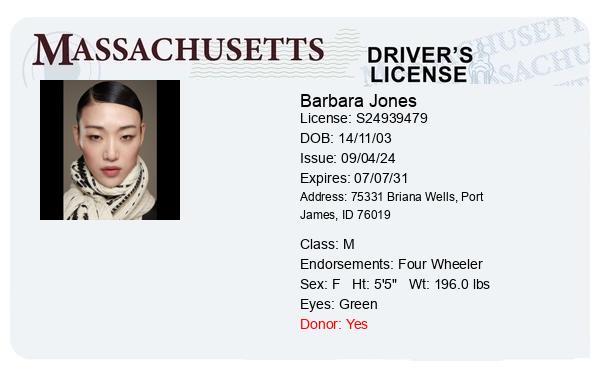 MASSACHUSETTS
DRIVER'S
LICENSE
Barbara Jones
License: S24939479
DOB: 14/11/03
Issue: 09/04/24
Expires: 07/07/31
Address: 75331 Briana Wells, Port
James, ID 76019
Class: M
Endorsements: Four Wheeler
Sex: F Ht: 5'5" Wt: 196.0 lbs
Eyes: Green
Donor: Yes